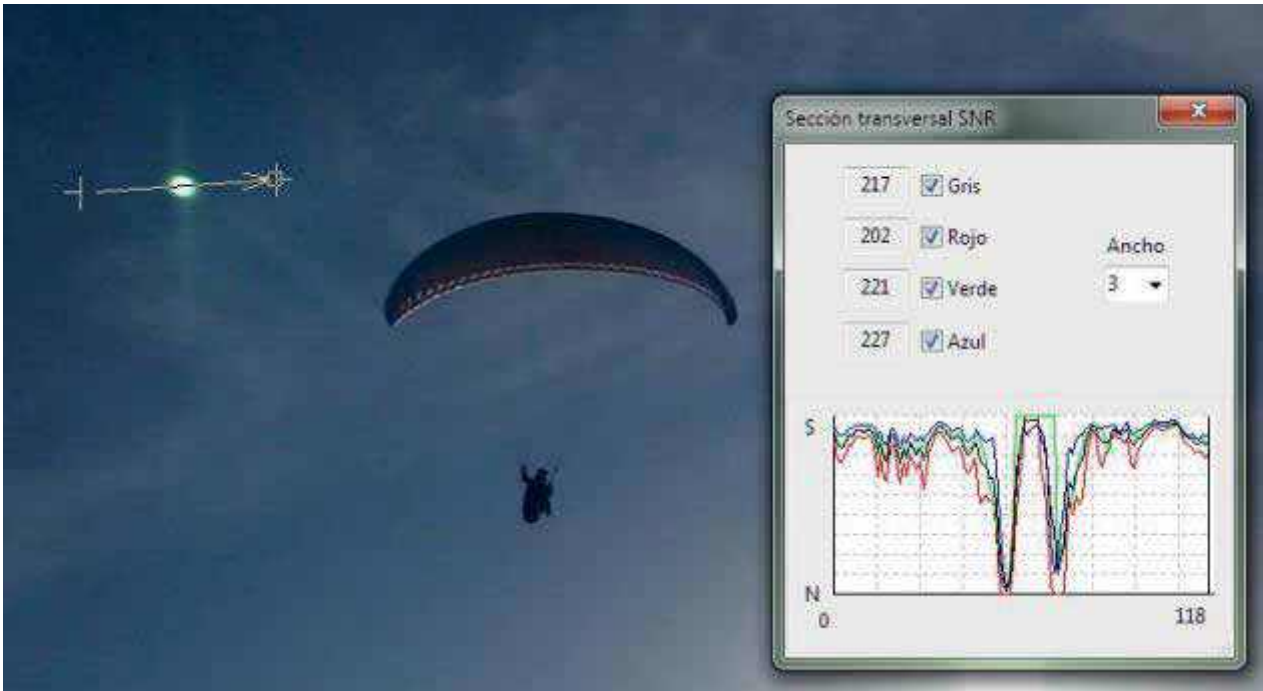 Sección transversal SNR
217 Gris
202 Rojo
221 Verde
227 Azul
Ancho
3
S
N
0
118